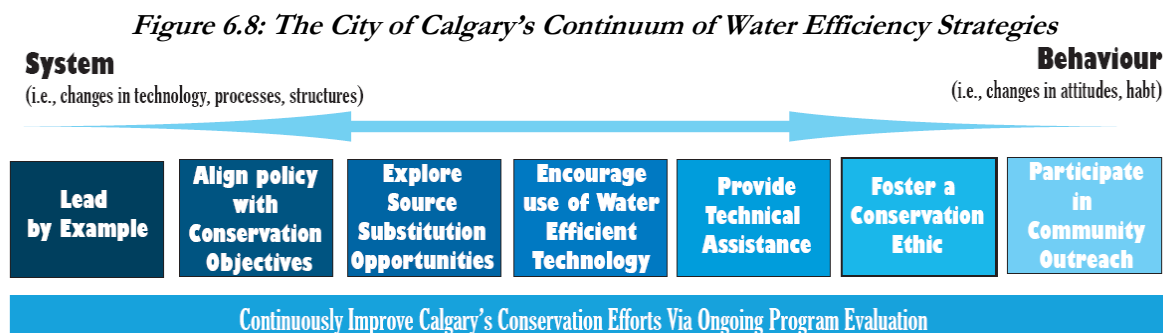 Figure 6.8: The City of Calgary's Continuum of Water Efficiency Strategies
System
(i.e., changes in technology, processes, structures)
Behaviour
(i.e., changes in attitudes, habt)
Lead
by Example
Align policy
with
Conservation
Objectives
Explore
Source
Substitution
Opportunities
Encourage
use of Water
Efficient
Technology
Provide
Technical
Assistance
Foster a
Conservation
Ethic
Participate
in
Community
Outreach
Continuously Improve Calgary's Conservation Efforts Via Ongoing Program Evaluation